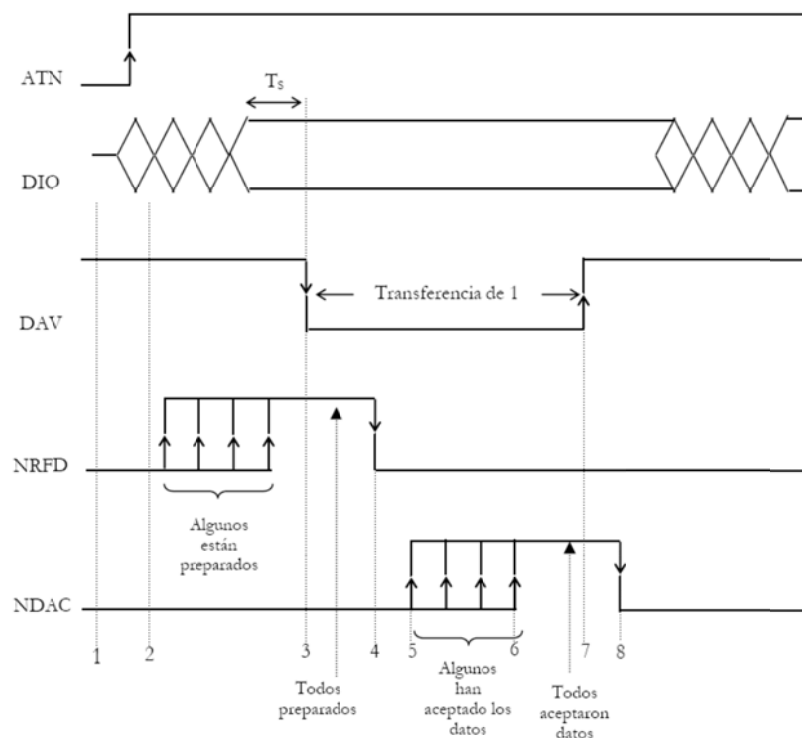 ATN
T_S
DIO
DAV
Transferencia de 1
NRFD
Algunos
están
preparados
NDAC
1
2
3
4
5
6
7
8
Todos
preparados
Algunos
han
aceptado los
datos
Todos
aceptaron
datos